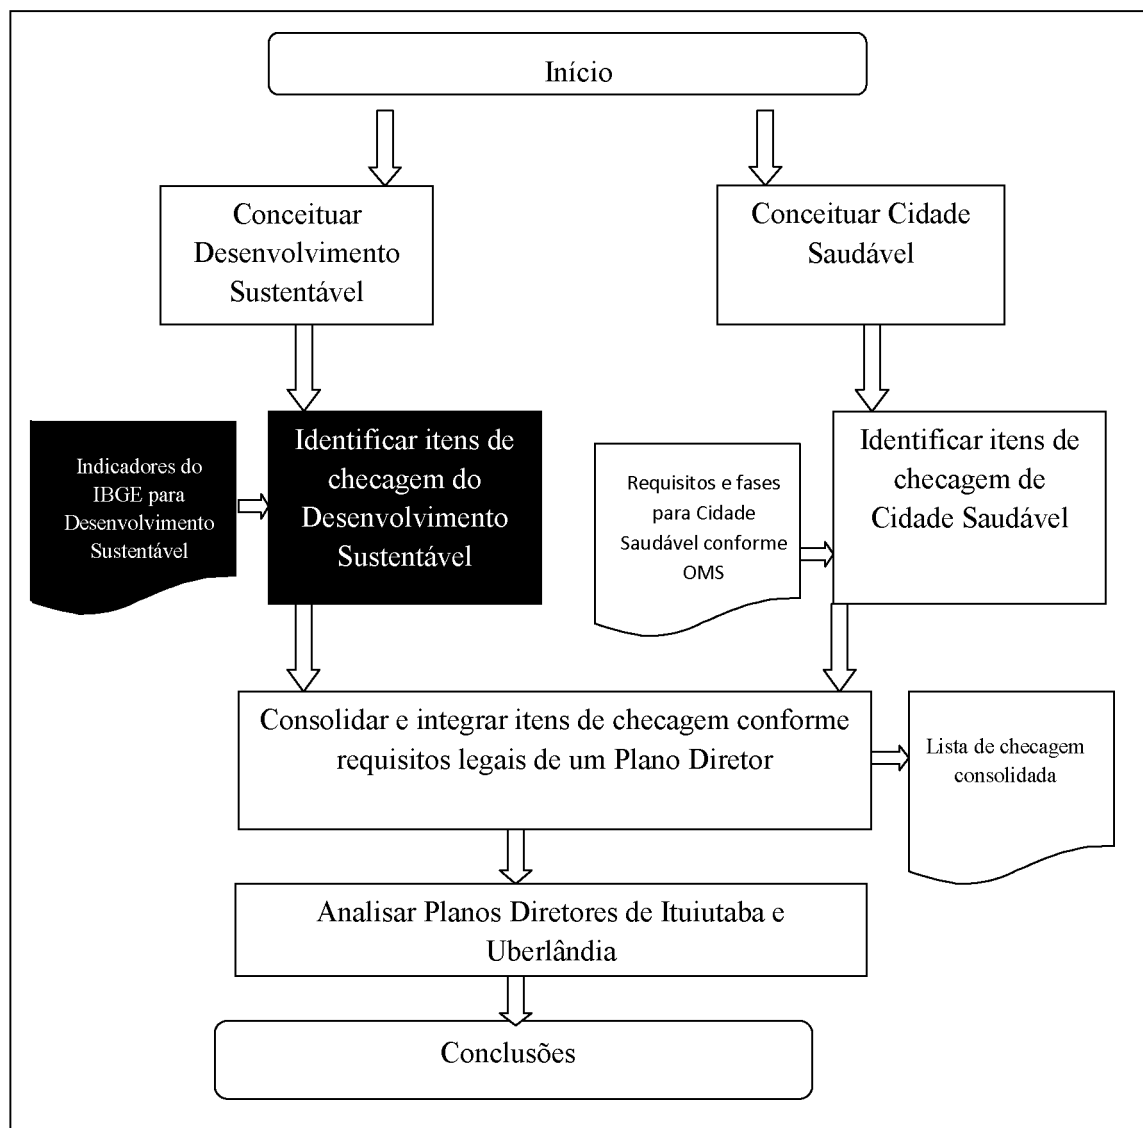 Início
Conceituar
Desenvolvimento
Sustentável
Conceituar Cidade
Saudável
Indicadores do
IBGE para
Desenvolvimento
Sustentável
Identificar itens de
checagem do
Desenvolvimento
Sustentável
Requisitos e fases
para Cidade
Saudável conforme
OMS
Identificar itens de
checagem de
Cidade Saudável
Consolidar e integrar itens de checagem conforme
requisitos legais de um Plano Diretor
Lista de checagem
consolidada
Analisar Planos Diretores de Ituiutaba e
Uberlândia
Conclusões